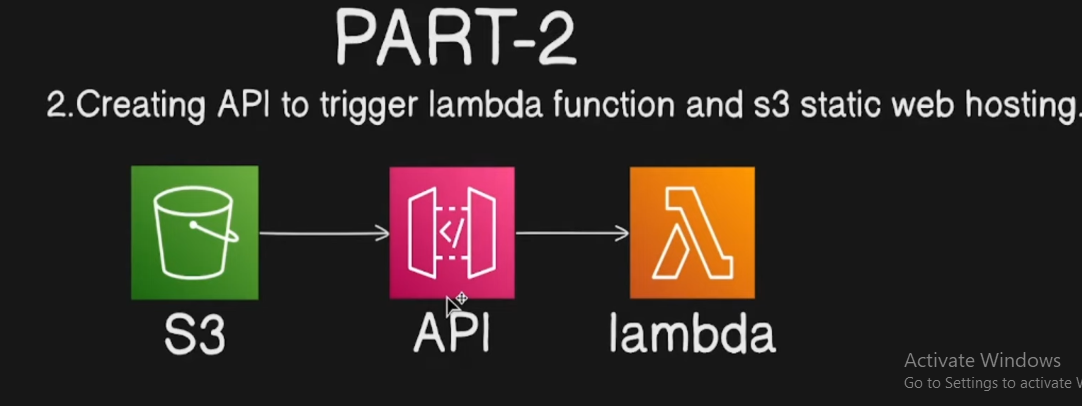 PART-2
2.Creating API to trigger lambda function and s3 static web hosting.
</>
S3
API
lambda
Activate Windows
Go to Settings to activate W